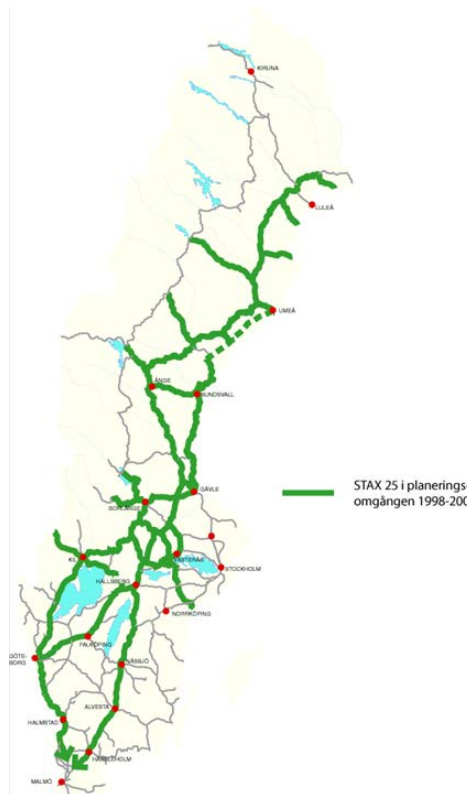 KIRUNA
LULEÅ
UMEÅ
ÅNGE
SUNDSVALL
GÄVLE
STAX 25 i planerings-
omgången 1998-200
BORLÄNGE
KIL
VÄSTERÅS
STOCKHOLM
HALLSBERG
NORRKÖPING
FALKÖPING
GÖTE-
BORG
NÄSSJÖ
ALVESTA
HALMSTAD
HÄSSLEHOLM
MALMÖ